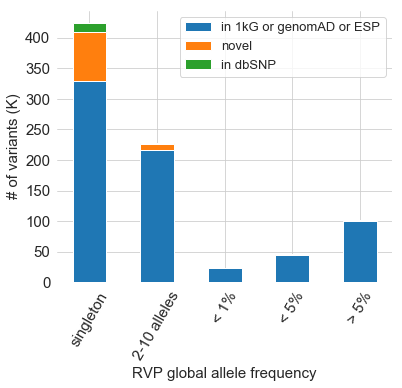 in 1kG or genomAD or ESP
novel
in dbSNP
# of variants (K)
400
350
300
250
200
150
100
50
0
singleton
2-10 alleles
< 1%
< 5%
> 5%
RVP global allele frequency